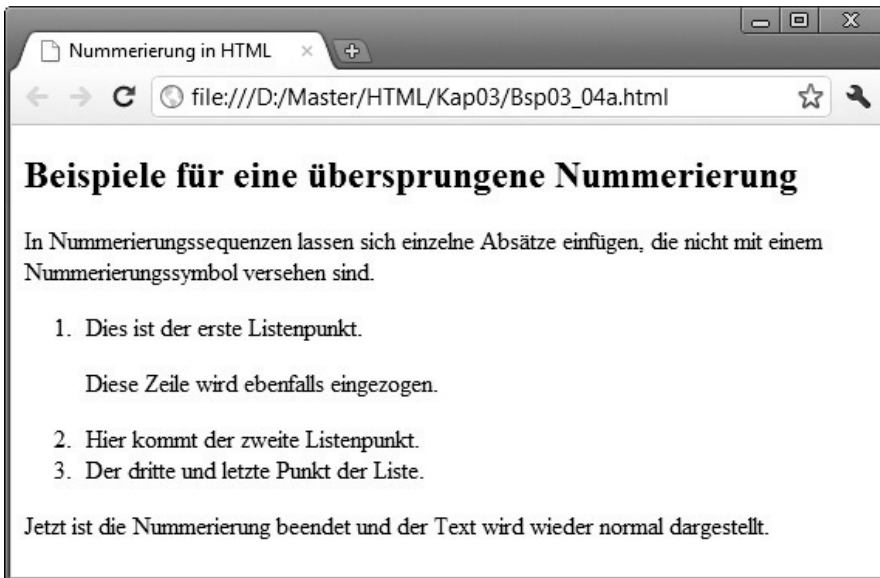 Nummerierung in HTML
file:///D:/Master/HTML/Kap03/Bsp03_04a.html
Beispiele für eine übersprungene Nummerierung
In Nummerierungssequenzen lassen sich einzelne Absätze einfügen, die nicht mit einem
Nummerierungssymbol versehen sind.
1. Dies ist der erste Listenpunkt.
Diese Zeile wird ebenfalls eingezogen.
2. Hier kommt der zweite Listenpunkt.
3. Der dritte und letzte Punkt der Liste.
Jetzt ist die Nummerierung beendet und der Text wird wieder normal dargestellt.